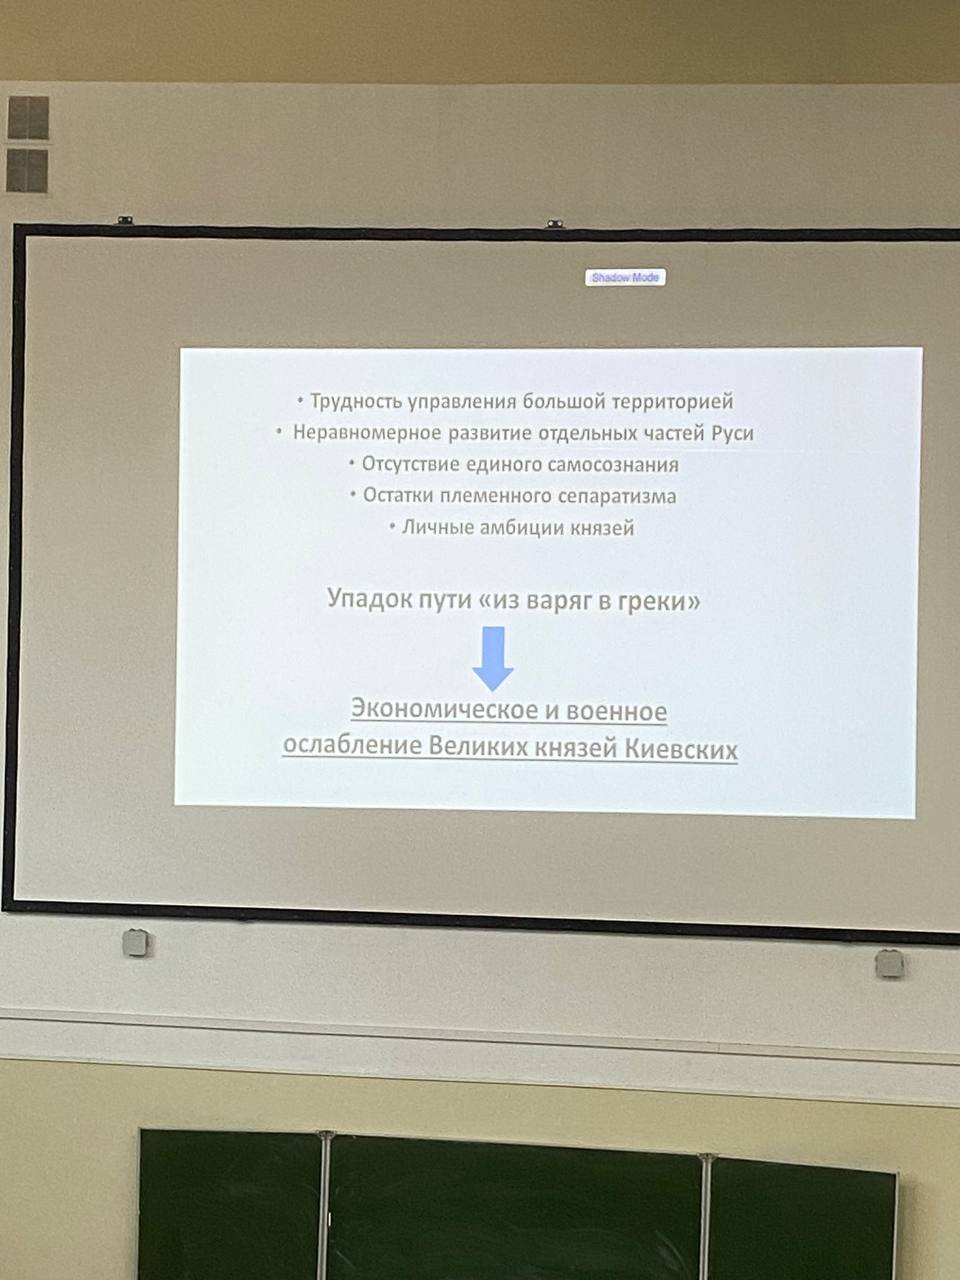 Shadow Mode
• Трудность управления большой территорией
• Неравномерное развитие отдельных частей Руси
• Отсутствие единого самосознания
• Остатки племенного сепаратизма
• Личные амбиции князей
Упадок пути «из варяг в греки»
Экономическое и военное
ослабление Великих князей Киевских